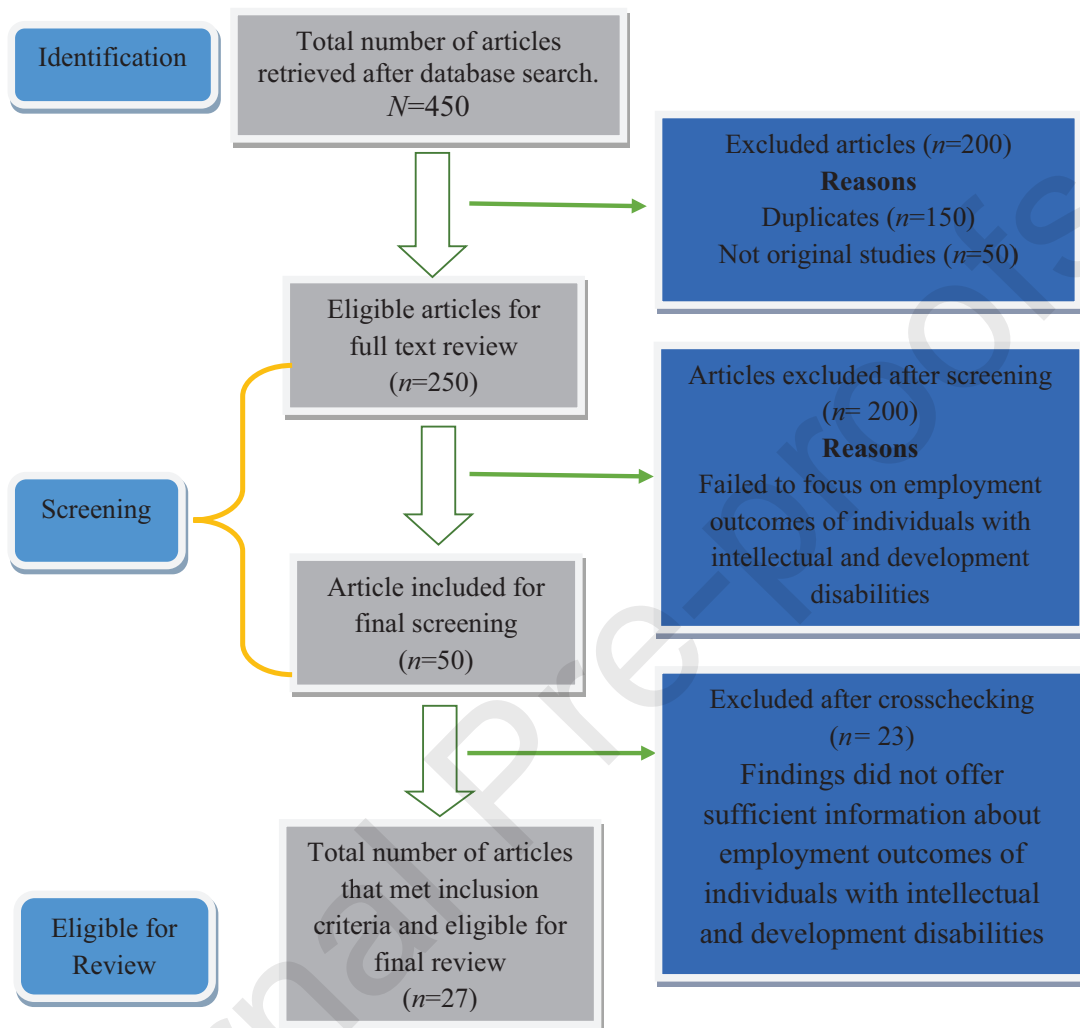 Identification
Total number of articles
retrieved after database search.
N=450
Excluded articles (n=200)
Reasons
Duplicates (n=150)
Not original studies (n=50)
Eligible articles for
full text review
(n=250)
Articles excluded after screening
(n= 200)
Reasons
Failed to focus on employment
outcomes of individuals with
intellectual and development
disabilities
Screening
Article included for
final screening
(n=50)
Excluded after crosschecking
(n= 23)
Findings did not offer
sufficient information about
employment outcomes of
individuals with intellectual
and development disabilities
Total number of articles
that met inclusion
criteria and eligible for
final review
(n=27)
Eligible for
Review
rnal Pre-proofs